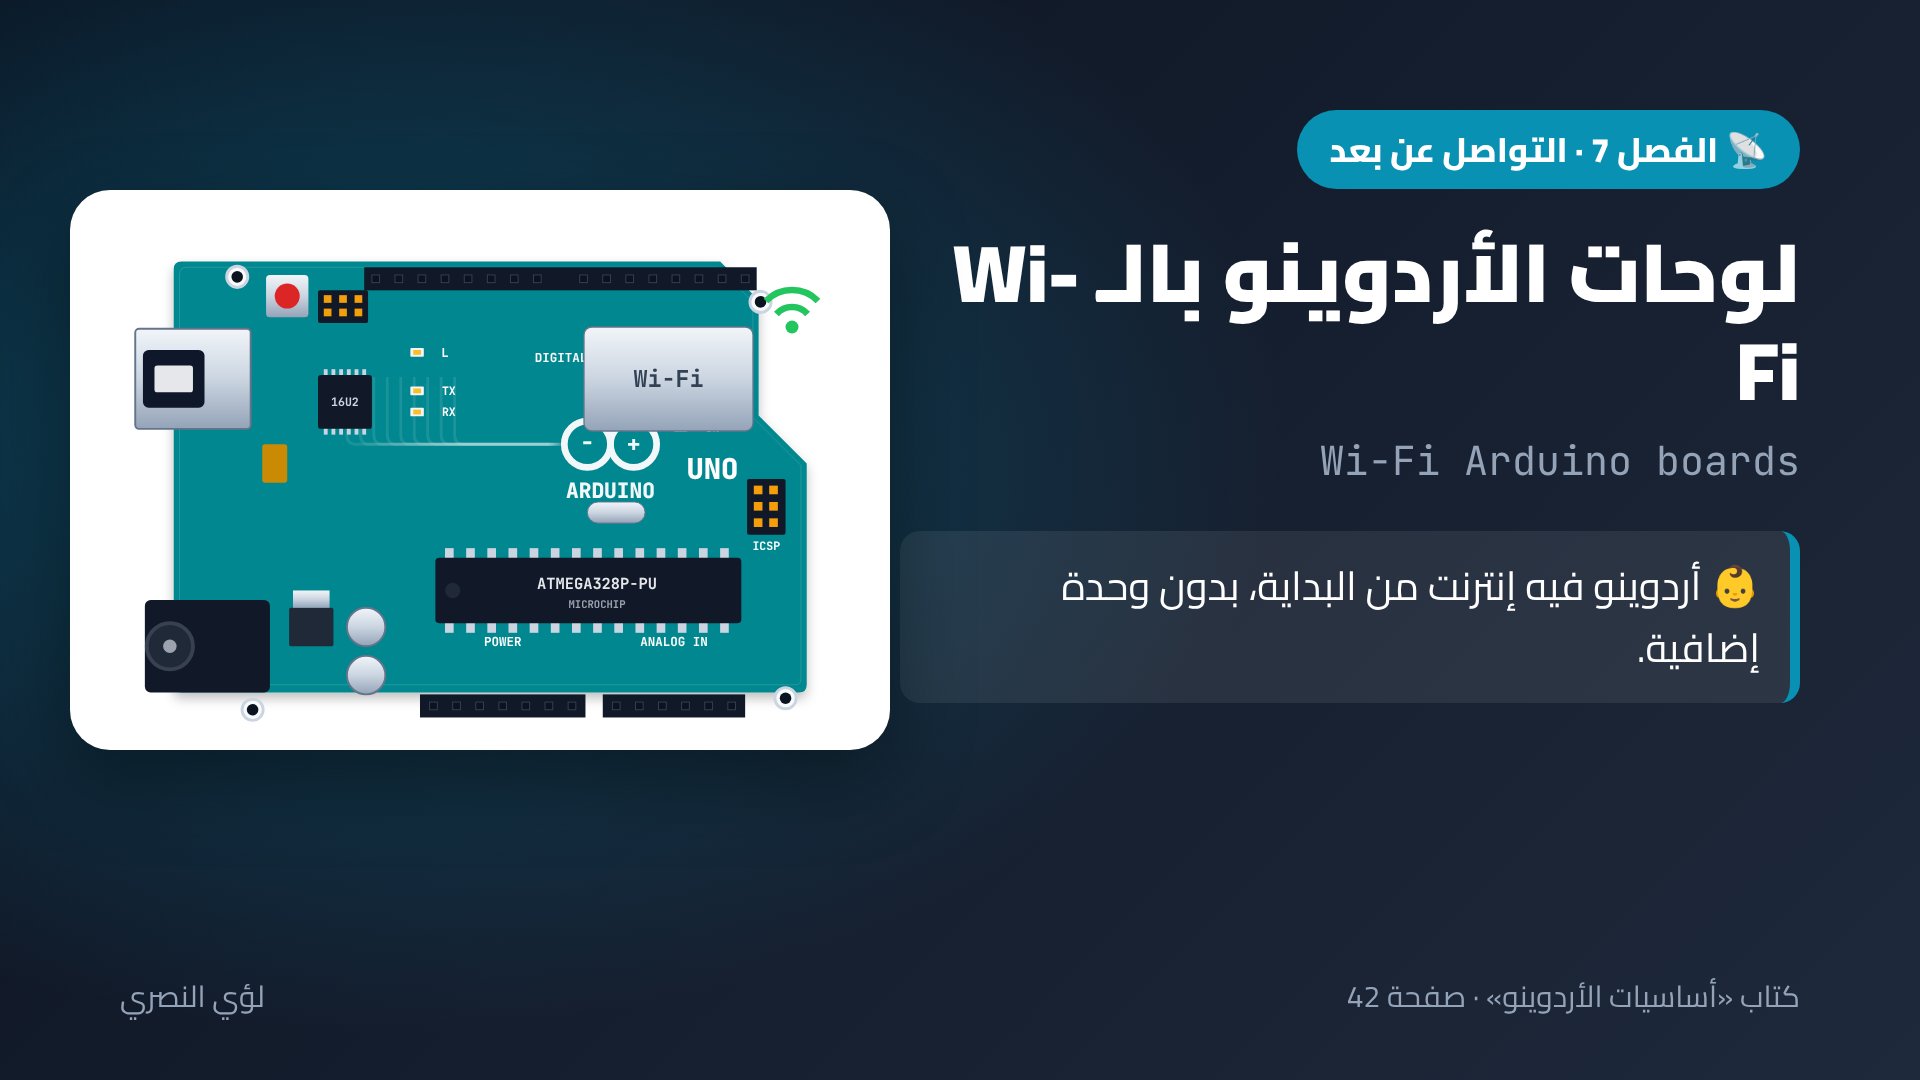 📡 الفصل 7 · التواصل عن بعد
لوحات الأردوينو بالـ Wi-
Fi
Wi-Fi Arduino boards
👶 أردوينو فيه إنترنت من البداية، بدون وحدة
إضافية.
L
DIGITAL
Wi-Fi
TX
16U2
RX
- +
UNO
ARDUINO
ICSP
ATMEGA328P-PU
MICROCHIP
POWER
ANALOG IN
كتاب «أساسيات الأردوينو» · صفحة 42
لؤي النصري